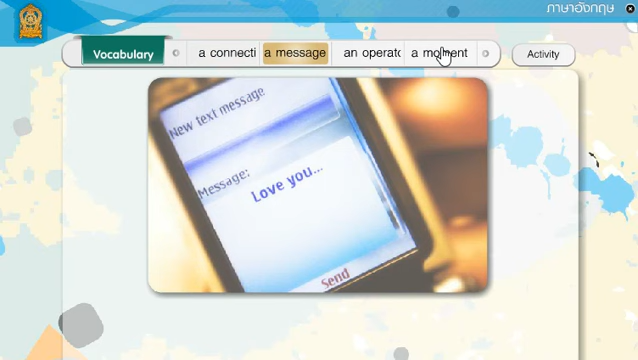 ภาษาอังกฤษ
Vocabulary
a connecti
a message
an operato
a moment
Activity
New text message
Message:
Love you...
Send